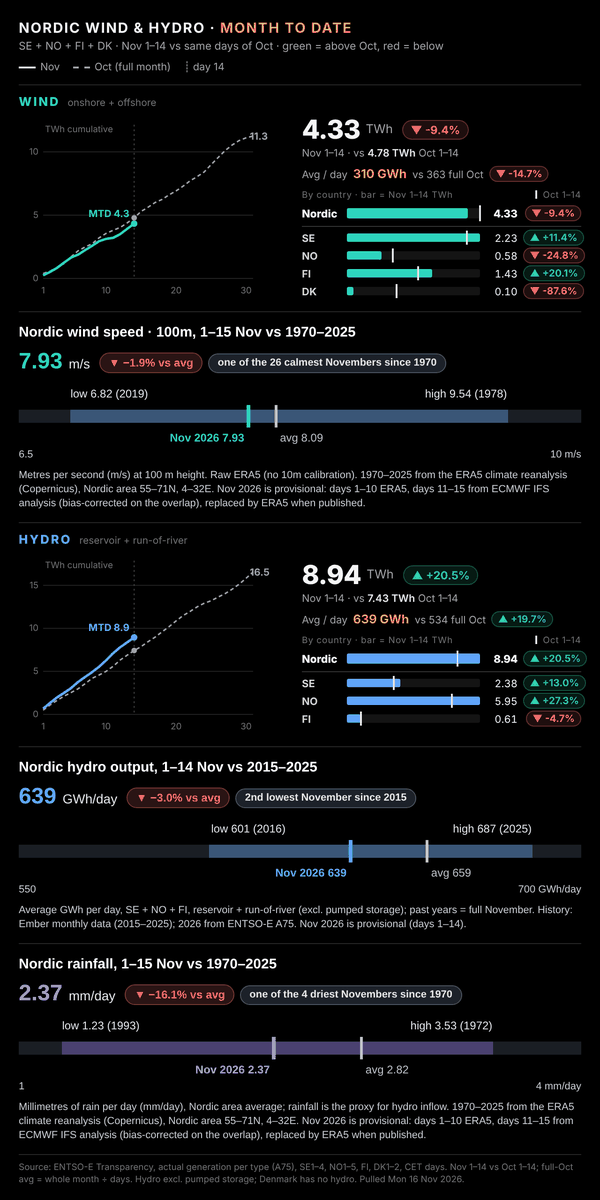 NORDIC WIND & HYDRO · MONTH TO DATE
SE + NO + FI + DK · Nov 1–14 vs same days of Oct · green = above Oct, red = below
Nov Oct (full month) day 14
WIND onshore + offshore
TWh cumulative
11.3
10
MTD 4.3
5
0
1 10 20 30
4.33 TWh ▼ -9.4%
Nov 1–14 · vs 4.78 TWh Oct 1–14
Avg / day 310 GWh vs 363 full Oct ▼ -14.7%
By country · bar = Nov 1–14 TWh Oct 1–14
Nordic 4.33 ▼ -9.4%
SE 2.23 ▲ +11.4%
NO 0.58 ▼ -24.8%
FI 1.43 ▲ +20.1%
DK 0.10 ▼ -87.6%
Nordic wind speed · 100m, 1–15 Nov vs 1970–2025
7.93 m/s ▼ −1.9% vs avg one of the 26 calmest Novembers since 1970
low 6.82 (2019) high 9.54 (1978)
Nov 2026 7.93 avg 8.09
6.5 10 m/s
Metres per second (m/s) at 100 m height. Raw ERA5 (no 10m calibration). 1970–2025 from the ERA5 climate reanalysis
(Copernicus), Nordic area 55–71N, 4–32E. Nov 2026 is provisional: days 1–10 ERA5, days 11–15 from ECMWF IFS
analysis (bias-corrected on the overlap), replaced by ERA5 when published.
HYDRO reservoir + run-of-river
TWh cumulative
16.5
15
MTD 8.9
10
5
0
1 10 20 30
8.94 TWh ▲ +20.5%
Nov 1–14 · vs 7.43 TWh Oct 1–14
Avg / day 639 GWh vs 534 full Oct ▲ +19.7%
By country · bar = Nov 1–14 TWh Oct 1–14
Nordic 8.94 ▲ +20.5%
SE 2.38 ▲ +13.0%
NO 5.95 ▲ +27.3%
FI 0.61 ▼ -4.7%
Nordic hydro output, 1–14 Nov vs 2015–2025
639 GWh/day ▼ −3.0% vs avg 2nd lowest November since 2015
low 601 (2016) high 687 (2025)
Nov 2026 639 avg 659
550 700 GWh/day
Average GWh per day, SE + NO + FI, reservoir + run-of-river (excl. pumped storage); past years = full November. History:
Ember monthly data (2015–2025); 2026 from ENTSO-E A75. Nov 2026 is provisional (days 1–14).
Nordic rainfall, 1–15 Nov vs 1970–2025
2.37 mm/day ▼ −16.1% vs avg one of the 4 driest Novembers since 1970
low 1.23 (1993) high 3.53 (1972)
Nov 2026 2.37 avg 2.82
1 4 mm/day
Millimetres of rain per day (mm/day), Nordic area average; rainfall is the proxy for hydro inflow. 1970–2025 from the ERA5
climate reanalysis (Copernicus), Nordic area 55–71N, 4–32E. Nov 2026 is provisional: days 1–10 ERA5, days 11–15 from
ECMWF IFS analysis (bias-corrected on the overlap), replaced by ERA5 when published.
Source: ENTSO-E Transparency, actual generation per type (A75), SE1–4, NO1–5, FI, DK1–2, CET days. Nov 1–14 vs Oct 1–14; full-Oct
avg = whole month ÷ days. Hydro excl. pumped storage; Denmark has no hydro. Pulled Mon 16 Nov 2026.